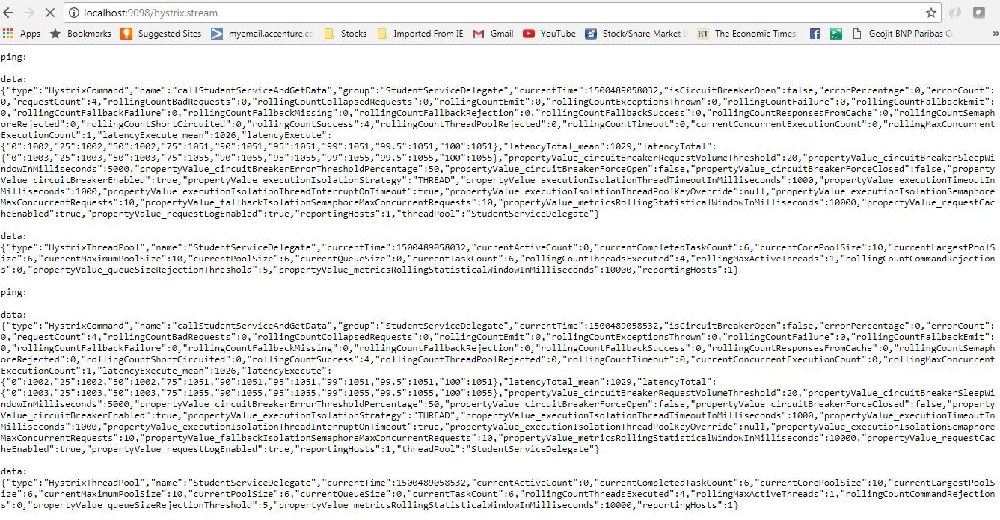 localhost:9098/hystrix.stream
Apps Bookmarks Suggested Sites myemail.accenture.co Stocks Imported From IE Gmail YouTube Stock/Share Market I ET The Economic Times: Geojit BNP Paribas Cu »
ping:
data:
{"type":"HystrixCommand","name":"callStudentServiceAndGetData","group":"StudentServiceDelegate","currentTime":1500489058032,"isCircuitBreakerOpen":false,"errorPercentage":0,"errorCount":
0,"requestCount":4,"rollingCountBadRequests":0,"rollingCountCollapsedRequests":0,"rollingCountEmit":0,"rollingCountExceptionsThrown":0,"rollingCountFailure":0,"rollingCountFallbackEmit":
0,"rollingCountFallbackFailure":0,"rollingCountFallbackMissing":0,"rollingCountFallbackRejection":0,"rollingCountFallbackSuccess":0,"rollingCountResponsesFromCache":0,"rollingCountSemaph
oreRejected":0,"rollingCountShortCircuited":0,"rollingCountSuccess":4,"rollingCountThreadPoolRejected":0,"rollingCountTimeout":0,"currentConcurrentExecutionCount":0,"rollingMaxConcurrent
ExecutionCount":1,"latencyExecute_mean":1026,"latencyExecute":
{"0":1002,"25":1002,"50":1002,"75":1051,"90":1051,"95":1051,"99":1051,"99.5":1051,"100":1051},"latencyTotal_mean":1029,"latencyTotal":
{"0":1003,"25":1003,"50":1003,"75":1055,"90":1055,"95":1055,"99":1055,"99.5":1055,"100":1055},"propertyValue_circuitBreakerRequestVolumeThreshold":20,"propertyValue_circuitBreakerSleepWi
ndowInMilliseconds":5000,"propertyValue_circuitBreakerErrorThresholdPercentage":50,"propertyValue_circuitBreakerForceOpen":false,"propertyValue_circuitBreakerForceClosed":false,"property
Value_circuitBreakerEnabled":true,"propertyValue_executionIsolationStrategy":"THREAD","propertyValue_executionIsolationThreadTimeoutInMilliseconds":1000,"propertyValue_executionTimeoutIn
Milliseconds":1000,"propertyValue_executionIsolationThreadInterruptOnTimeout":true,"propertyValue_executionIsolationThreadPoolKeyOverride":null,"propertyValue_executionIsolationSemaphore
MaxConcurrentRequests":10,"propertyValue_fallbackIsolationSemaphoreMaxConcurrentRequests":10,"propertyValue_metricsRollingStatisticalWindowInMilliseconds":10000,"propertyValue_requestCac
heEnabled":true,"propertyValue_requestLogEnabled":true,"reportingHosts":1,"threadPool":"StudentServiceDelegate"}
data:
{"type":"HystrixThreadPool","name":"StudentServiceDelegate","currentTime":1500489058032,"currentActiveCount":0,"currentCompletedTaskCount":6,"currentCorePoolSize":10,"currentLargestPoolS
ize":6,"currentMaximumPoolSize":10,"currentPoolSize":6,"currentQueueSize":0,"currentTaskCount":6,"rollingCountThreadsExecuted":4,"rollingMaxActiveThreads":1,"rollingCountCommandRejection
s":0,"propertyValue_queueSizeRejectionThreshold":5,"propertyValue_metricsRollingStatisticalWindowInMilliseconds":10000,"reportingHosts":1}
ping:
data:
{"type":"HystrixCommand","name":"callStudentServiceAndGetData","group":"StudentServiceDelegate","currentTime":1500489058532,"isCircuitBreakerOpen":false,"errorPercentage":0,"errorCount":
0,"requestCount":4,"rollingCountBadRequests":0,"rollingCountCollapsedRequests":0,"rollingCountEmit":0,"rollingCountExceptionsThrown":0,"rollingCountFailure":0,"rollingCountFallbackEmit":
0,"rollingCountFallbackFailure":0,"rollingCountFallbackMissing":0,"rollingCountFallbackRejection":0,"rollingCountFallbackSuccess":0,"rollingCountResponsesFromCache":0,"rollingCountSemaph
oreRejected":0,"rollingCountShortCircuited":0,"rollingCountSuccess":4,"rollingCountThreadPoolRejected":0,"rollingCountTimeout":0,"currentConcurrentExecutionCount":0,"rollingMaxConcurrent
ExecutionCount":1,"latencyExecute_mean":1026,"latencyExecute":
{"0":1002,"25":1002,"50":1002,"75":1051,"90":1051,"95":1051,"99":1051,"99.5":1051,"100":1051},"latencyTotal_mean":1029,"latencyTotal":
{"0":1003,"25":1003,"50":1003,"75":1055,"90":1055,"95":1055,"99":1055,"99.5":1055,"100":1055},"propertyValue_circuitBreakerRequestVolumeThreshold":20,"propertyValue_circuitBreakerSleepWi
ndowInMilliseconds":5000,"propertyValue_circuitBreakerErrorThresholdPercentage":50,"propertyValue_circuitBreakerForceOpen":false,"propertyValue_circuitBreakerForceClosed":false,"property
Value_circuitBreakerEnabled":true,"propertyValue_executionIsolationStrategy":"THREAD","propertyValue_executionIsolationThreadTimeoutInMilliseconds":1000,"propertyValue_executionTimeoutIn
Milliseconds":1000,"propertyValue_executionIsolationThreadInterruptOnTimeout":true,"propertyValue_executionIsolationThreadPoolKeyOverride":null,"propertyValue_executionIsolationSemaphore
MaxConcurrentRequests":10,"propertyValue_fallbackIsolationSemaphoreMaxConcurrentRequests":10,"propertyValue_metricsRollingStatisticalWindowInMilliseconds":10000,"propertyValue_requestCac
heEnabled":true,"propertyValue_requestLogEnabled":true,"reportingHosts":1,"threadPool":"StudentServiceDelegate"}
data:
{"type":"HystrixThreadPool","name":"StudentServiceDelegate","currentTime":1500489058532,"currentActiveCount":0,"currentCompletedTaskCount":6,"currentCorePoolSize":10,"currentLargestPoolS
ize":6,"currentMaximumPoolSize":10,"currentPoolSize":6,"currentQueueSize":0,"currentTaskCount":6,"rollingCountThreadsExecuted":4,"rollingMaxActiveThreads":1,"rollingCountCommandRejection
s":0,"propertyValue_queueSizeRejectionThreshold":5,"propertyValue_metricsRollingStatisticalWindowInMilliseconds":10000,"reportingHosts":1}